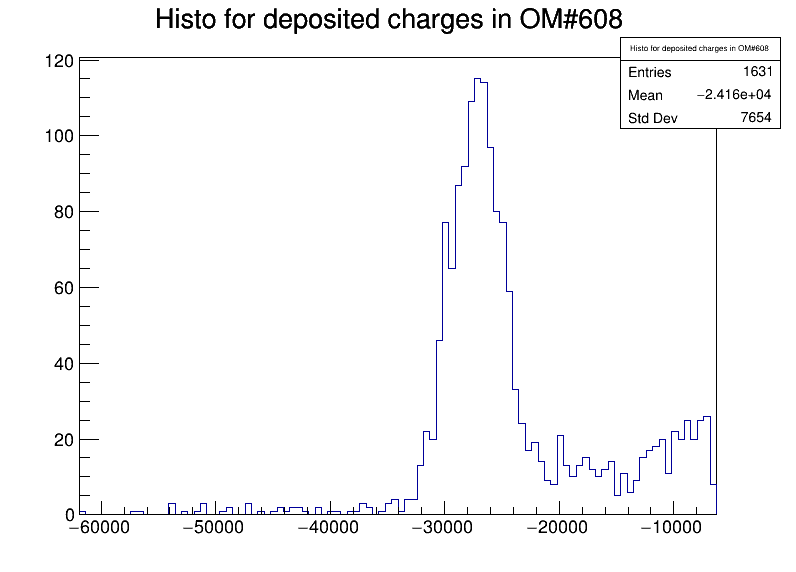 Histo for deposited charges in OM#608
Histo for deposited charges in OM#608
Entries 1631
Mean −2.416e+04
Std Dev 7654
120
100
80
60
40
20
0
−60000 −50000 −40000 −30000 −20000 −10000